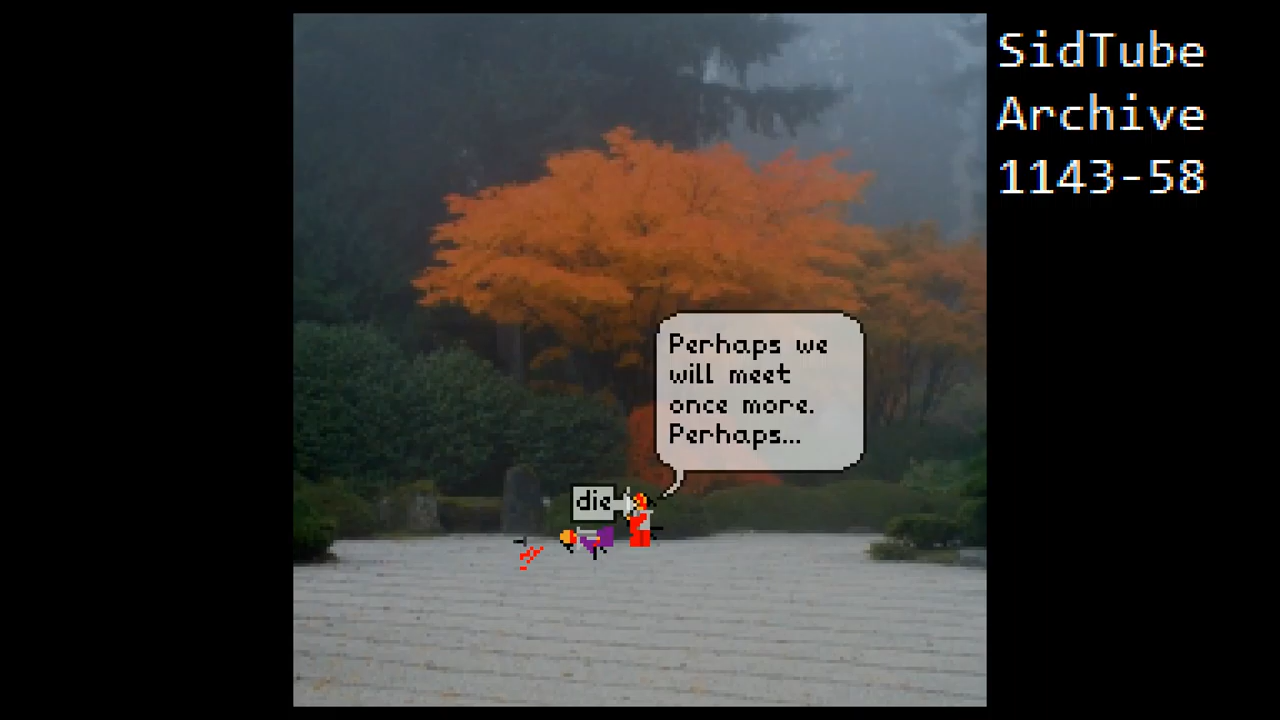 SidTube
Archive
1143-58
Perhaps we
will meet
once more.
Perhaps...
die